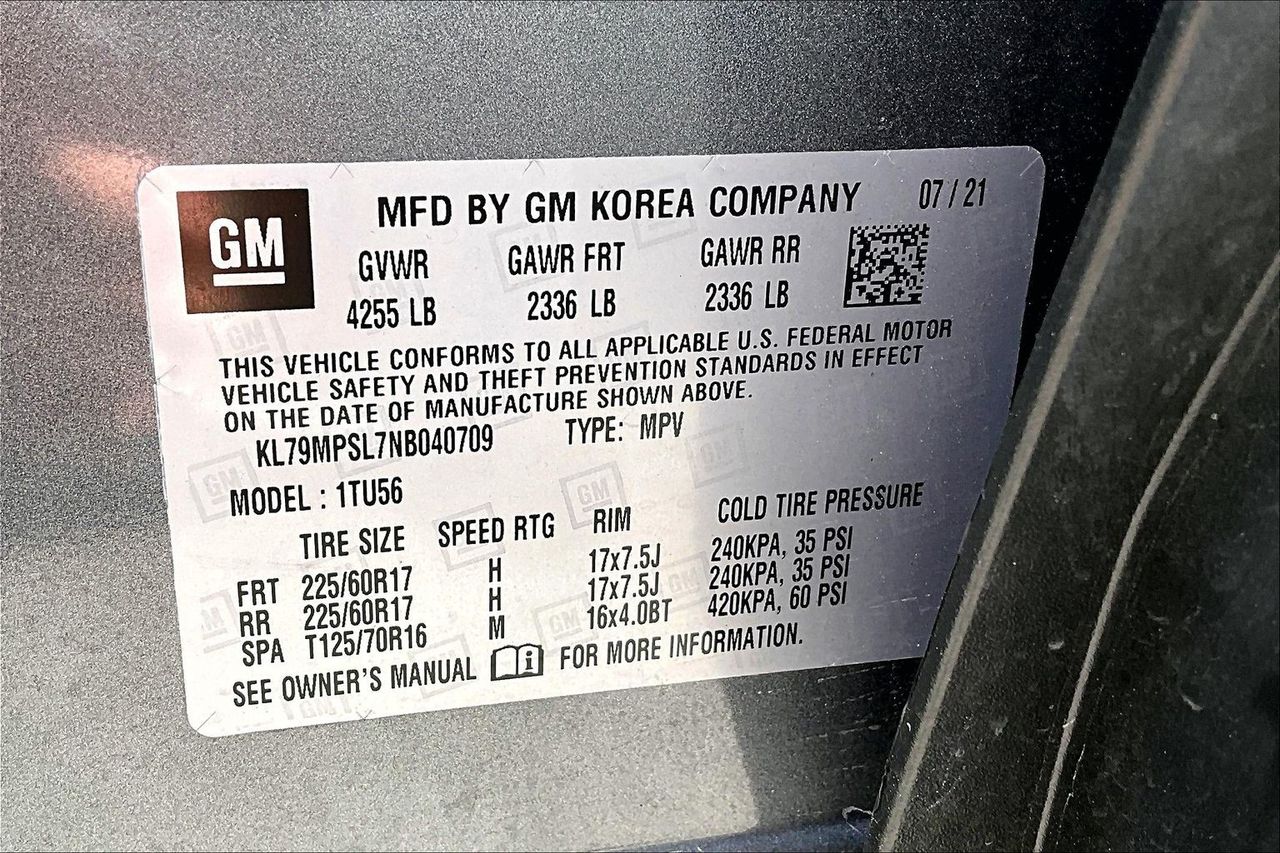 GM
MFD BY GM KOREA COMPANY 07/21
GVWR GAWR FRT GAWR RR
4255 LB 2336 LB 2336 LB
THIS VEHICLE CONFORMS TO ALL APPLICABLE U.S. FEDERAL MOTOR
VEHICLE SAFETY AND THEFT PREVENTION STANDARDS IN EFFECT
ON THE DATE OF MANUFACTURE SHOWN ABOVE.
KL79MPSL7NB040709 TYPE: MPV
MODEL : 1TU56
TIRE SIZE SPEED RTG RIM COLD TIRE PRESSURE
FRT 225/60R17 H 17x7.5J 240KPA, 35 PSI
RR 225/60R17 H 17x7.5J 240KPA, 35 PSI
SPA T125/70R16 M 16x4.0BT 420KPA, 60 PSI
SEE OWNER'S MANUAL i FOR MORE INFORMATION.